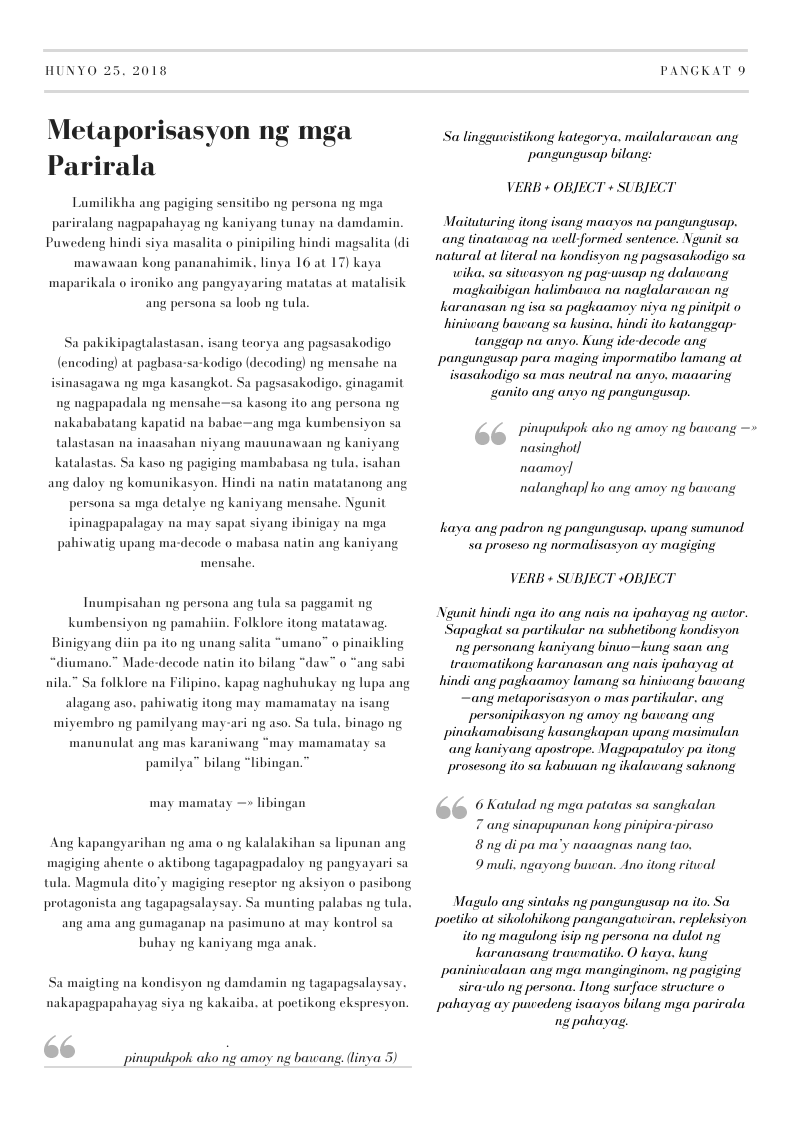 HUNYO 25, 2018
PANGKAT 9
Metaporisasyon ng mga
Parirala
Lumilikha ang pagiging sensitibo ng persona ng mga
pariralang nagpapahayag ng kaniyang tunay na damdamin.
Puwedeng hindi siya masalita o pinipiling hindi magsalita (di
mawawaan kong pananahimik, linya 16 at 17) kaya
maparikala o ironiko ang pangyayaring matatas at matalisik
ang persona sa loob ng tula.
Sa pakikipagtalastasan, isang teorya ang pagsasakodigo
(encoding) at pagbasa-sa-kodigo (decoding) ng mensahe na
isinasagawa ng mga kasangkot. Sa pagsasakodigo, ginagamit
ng nagpapadala ng mensahe—sa kasong ito ang persona ng
nakababatang kapatid na babae—ang mga kumbensiyon sa
talastasan na inaasahan niyang mauunawaan ng kaniyang
katalastas. Sa kaso ng pagiging mambabasa ng tula, isahan
ang daloy ng komunikasyon. Hindi na natin matatanong ang
persona sa mga detalye ng kaniyang mensahe. Ngunit
ipinagpapalagay na may sapat siyang ibinigay na mga
pahiwatig upang ma-decode o mabasa natin ang kaniyang
mensahe.
Inumpisahan ng persona ang tula sa paggamit ng
kumbensiyon ng pamahiin. Folklore itong matatawag.
Binigyang diin pa ito ng unang salita “umano” o pinaikling
“diumano.” Made-decode natin ito bilang “daw” o “ang sabi
nila.” Sa folklore na Filipino, kapag naghuhukay ng lupa ang
alagang aso, pahiwatig itong may mamamatay na isang
miyembro ng pamilyang may-ari ng aso. Sa tula, binago ng
manunulat ang mas karaniwang “may mamamatay sa
pamilya” bilang “libingan.”
may mamatay —» libingan
Ang kapangyarihan ng ama o ng kalalakihan sa lipunan ang
magiging ahente o aktibong tagapagpadaloy ng pangyayari sa
tula. Magmula dito’y magiging reseptor ng aksiyon o pasibong
protagonista ang tagapagsalaysay. Sa munting palabas ng tula,
ang ama ang gumaganap na pasimuno at may kontrol sa
buhay ng kaniyang mga anak.
Sa maigting na kondisyon ng damdamin ng tagapagsalaysay,
nakapagpapahayag siya ng kakaiba, at poetikong ekspresyon.
“
.
pinupukpok ako ng amoy ng bawang. (linya 5)
Sa lingguwistikong kategorya, mailalarawan ang
pangungusap bilang:
VERB + OBJECT + SUBJECT
Maituturing itong isang maayos na pangungusap,
ang tinatawag na well-formed sentence. Ngunit sa
natural at literal na kondisyon ng pagsasakodigo sa
wika, sa sitwasyon ng pag-uusap ng dalawang
magkaibigan halimbawa na naglalarawan ng
karanasan ng isa sa pagkaamoy niya ng pinitpit o
hiniwang bawang sa kusina, hindi ito katanggap-
tanggap na anyo. Kung ide-decode ang
pangungusap para maging impormatibo lamang at
isasakodigo sa mas neutral na anyo, maaaring
ganito ang anyo ng pangungusap.
“
pinupukpok ako ng amoy ng bawang —»
nasinghot]
naamoy]
nalanghap] ko ang amoy ng bawang
kaya ang padron ng pangungusap, upang sumunod
sa proseso ng normalisasyon ay magiging
VERB + SUBJECT +OBJECT
Ngunit hindi nga ito ang nais na ipahayag ng awtor.
Sapagkat sa partikular na subhetibong kondisyon
ng personang kaniyang binuo—kung saan ang
trawmatikong karanasan ang nais ipahayag at
hindi ang pagkaamoy lamang sa hiniwang bawang
—ang metaporisasyon o mas partikular, ang
personipikasyon ng amoy ng bawang ang
pinakamabisang kasangkapan upang masimulan
ang kaniyang apostrope. Magpapatuloy pa itong
prosesong ito sa kabuuan ng ikalawang saknong
“
6 Katulad ng mga patatas sa sangkalan
7 ang sinapupunan kong pinipira-piraso
8 ng di pa ma’y naaagnas nang tao,
9 muli, ngayong buwan. Ano itong ritwal
Magulo ang sintaks ng pangungusap na ito. Sa
poetiko at sikolohikong pangangatwiran, repleksiyon
ito ng magulong isip ng persona na dulot ng
karanasang trawmatiko. O kaya, kung
paniniwalaan ang mga manginginom, ng pagiging
sira-ulo ng persona. Itong surface structure o
pahayag ay puwedeng isaayos bilang mga parirala
ng pahayag.